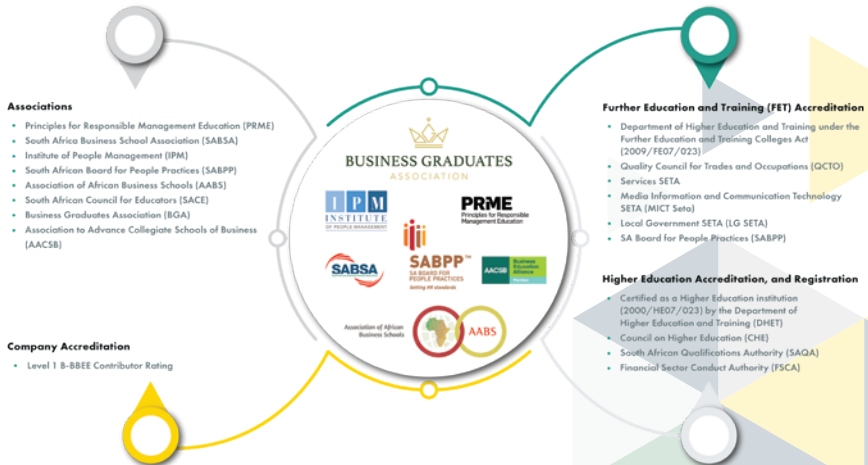 Associations
• Principles for Responsible Management Education (PRME)
• South Africa Business School Association (SABSA)
• Institute of People Management (IPM)
• South African Board for People Practices (SABPP)
• Association of African Business Schools (AABS)
• South African Council for Educators (SACE)
• Business Graduates Association (BGA)
• Association to Advance Collegiate Schools of Business
(AACSB)
Company Accreditation
• Level 1 B-BBEE Contributor Rating
BUSINESS GRADUATES
ASSOCIATION
IPM
INSTITUTE
OF PEOPLE MANAGEMENT
PRME
Principles for Responsible
Management Education
SABSA
SABPP™
SA BOARD FOR
PEOPLE PRACTICES
Setting HR standards
AACSB
Business
Education
Alliance
Member
Association of African
Business Schools
AABS
Further Education and Training (FET) Accreditation
• Department of Higher Education and Training under the
Further Education and Training Colleges Act
(2009/FE07/023)
• Quality Council for Trades and Occupations (QCTO)
• Services SETA
• Media Information and Communication Technology
SETA (MICT Seta)
• Local Government SETA (LG SETA)
• SA Board for People Practices (SABPP)
Higher Education Accreditation, and Registration
• Certified as a Higher Education institution
(2000/HE07/023) by the Department of
Higher Education and Training (DHET)
• Council on Higher Education (CHE)
• South African Qualifications Authority (SAQA)
• Financial Sector Conduct Authority (FSCA)